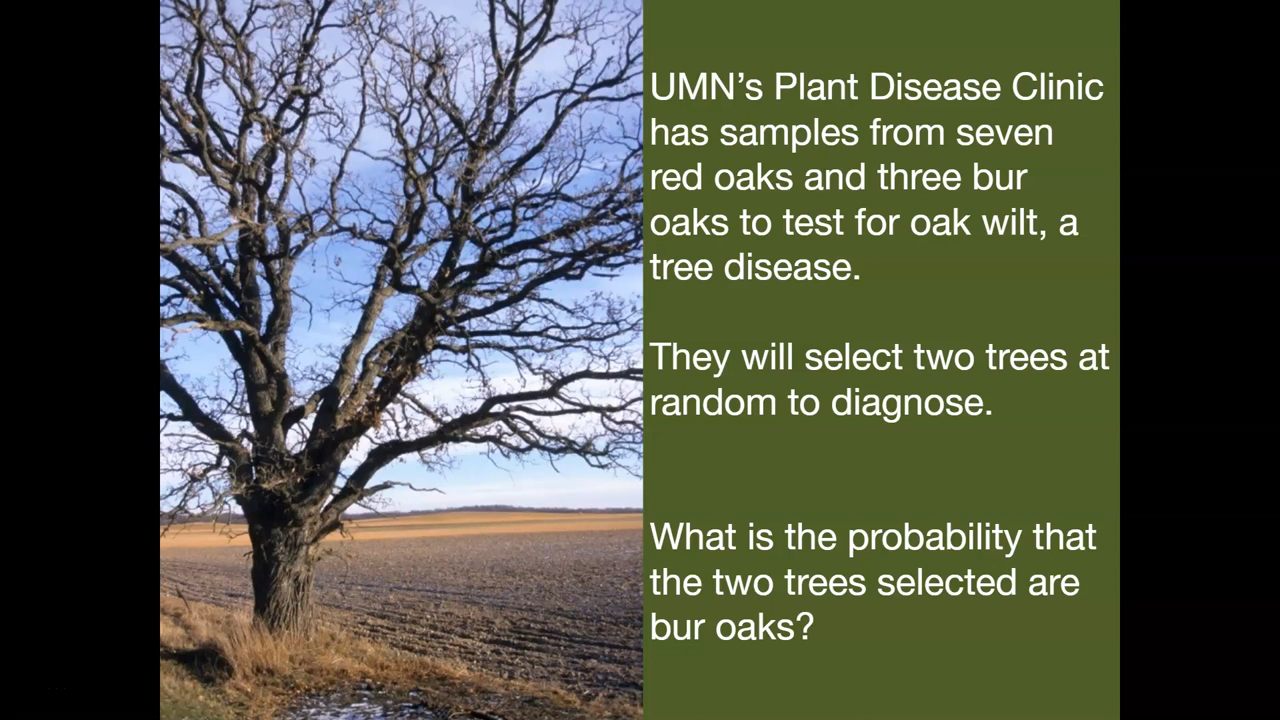 UMN’s Plant Disease Clinic
has samples from seven
red oaks and three bur
oaks to test for oak wilt, a
tree disease.
They will select two trees at
random to diagnose.
What is the probability that
the two trees selected are
bur oaks?